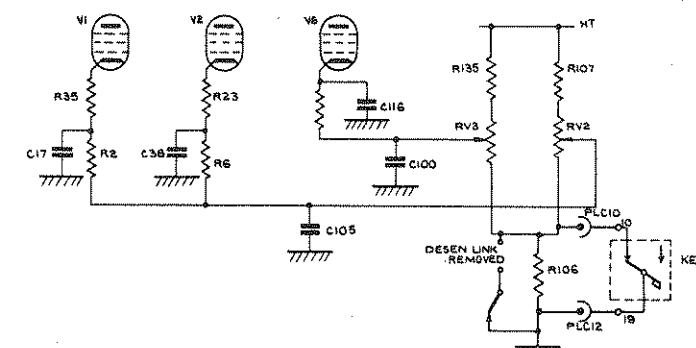 V1 V2 V6 HT
R35 R23 C116 R135 R107
C17 R2 C38 R6 C100 RV3 RV2
C105
DESEN LINK
REMOVED
R106
PLC10 10
KE
PLC12 19